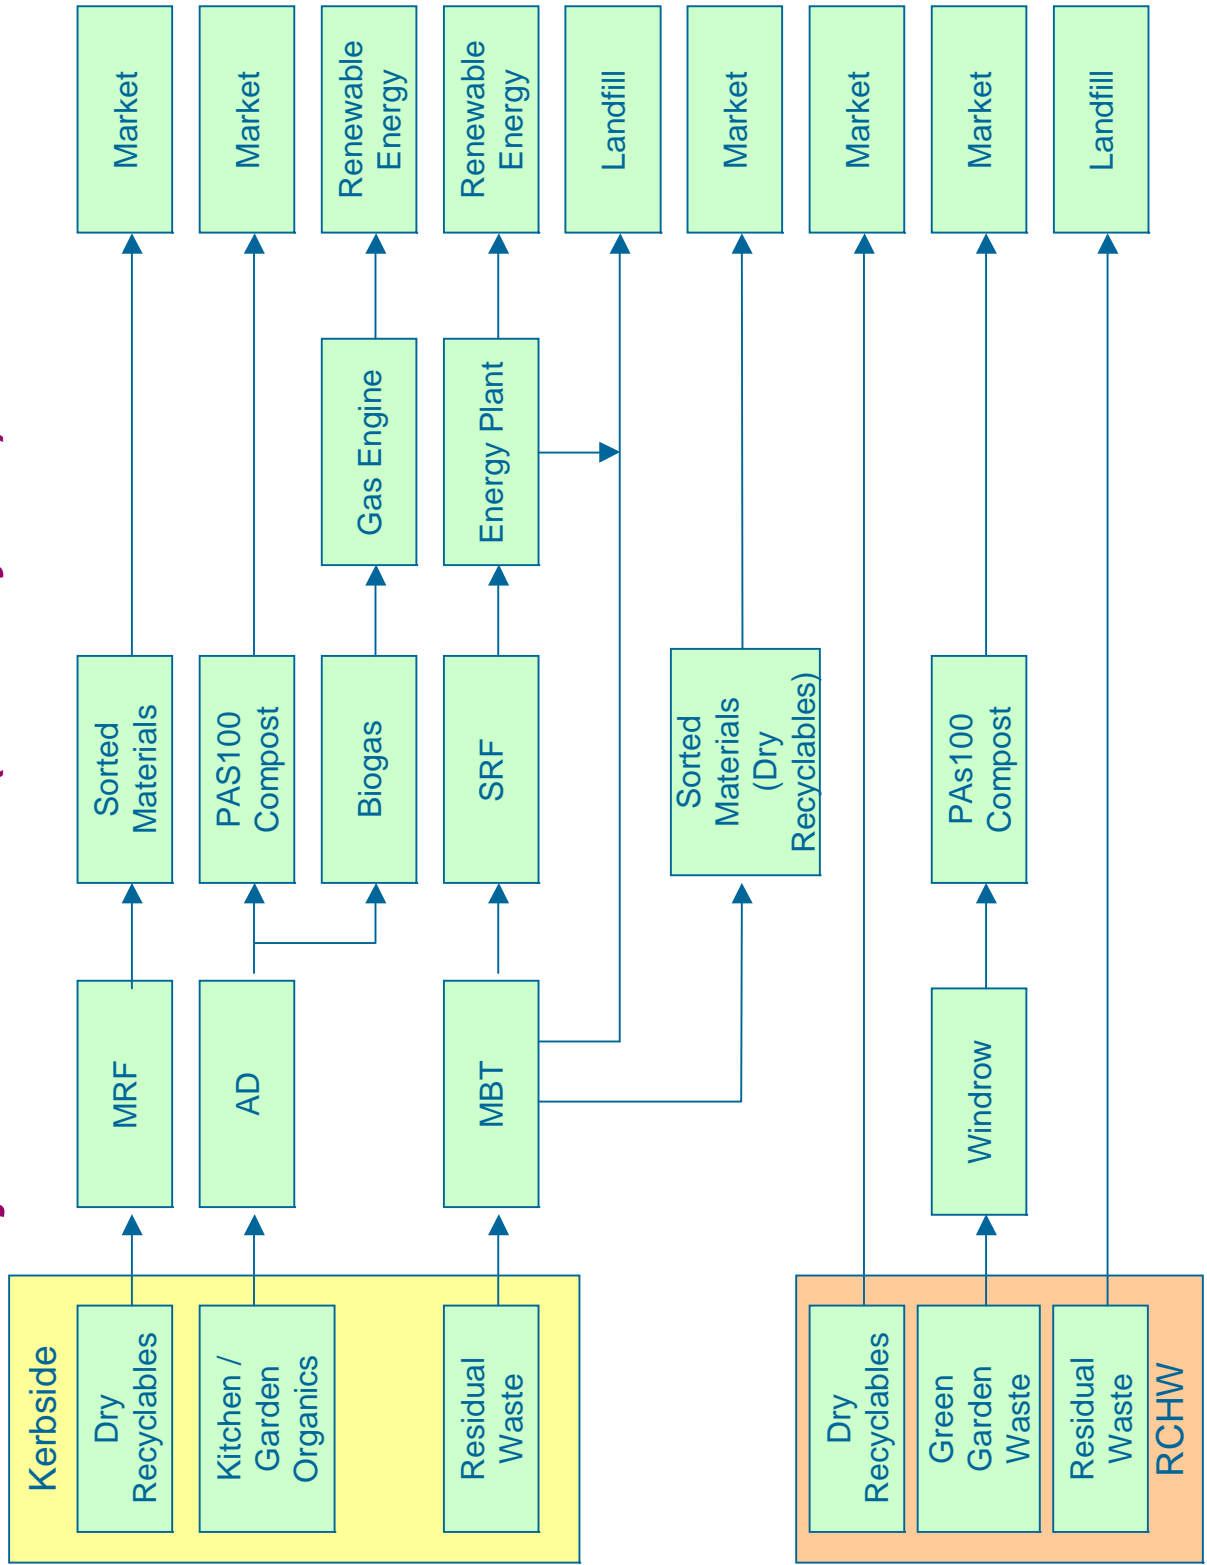 Kerbside
Dry
Recyclables
MRF
Sorted
Materials
Market
Kitchen /
Garden
Organics
AD
PAS100
Compost
Market
Biogas
Gas Engine
Renewable
Energy
Residual
Waste
MBT
SRF
Energy Plant
Renewable
Energy
Landfill
Sorted
Materials
(Dry
Recyclables)
Market
Dry
Recyclables
Market
Green
Garden
Waste
Windrow
PAs100
Compost
Market
Residual
Waste
Landfill
RCHW